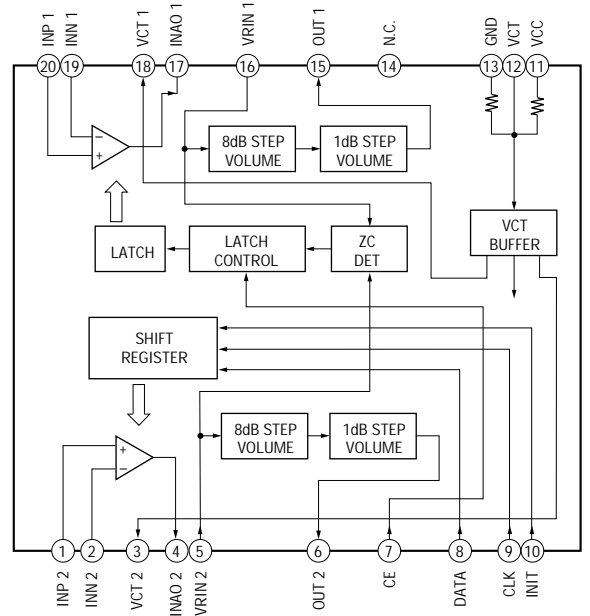 INP 1
INN 1
VCT 1
INAO 1
VRIN 1
OUT 1
N.C.
GND
VCT
VCC
20
19
18
17
16
15
14
13
12
11
8dB STEP
VOLUME
1dB STEP
VOLUME
−
+
LATCH
LATCH
CONTROL
ZC
DET
VCT
BUFFER
SHIFT
REGISTER
8dB STEP
VOLUME
1dB STEP
VOLUME
+
−
1
2
3
4
5
6
7
8
9
10
INP 2
INN 2
VCT 2
INAO 2
VRIN 2
OUT 2
CE
DATA
CLK
INIT